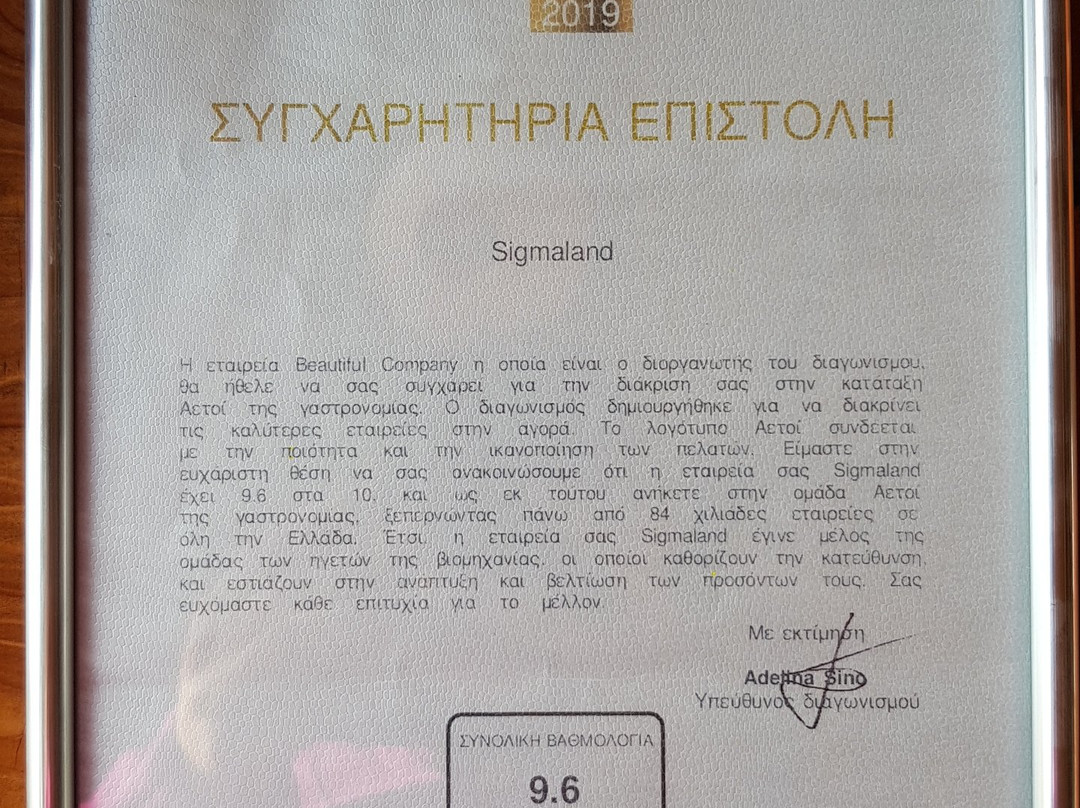 2019
ΣΥΓΧΑΡΗΤΗΡΙΑ ΕΠΙΣΤΟΛΗ
Sigmaland
Η εταιρεία Beautiful Company η οποία είναι ο διοργανωτής του διαγωνισμού,
θα ήθελε να σας συγχαρεί για την διάκριση σας στην κατάταξη
Αετοί της γαστρονομίας. Ο διαγωνισμός δημιουργήθηκε για να διακρίνει
τις καλύτερες εταιρείες στην αγορά. Το λογότυπο Αετοί συνδέεται
με την ποιότητα και την ικανοποίηση των πελατών. Είμαστε στην
ευχάριστη θέση να σας ανακοινώσουμε ότι η εταιρεία σας Sigmaland
έχει 9.6 στα 10, και ως εκ τούτου ανήκετε στην ομάδα Αετοί
της γαστρονομίας, ξεπερνώντας πάνω από 84 χιλιάδες εταιρείες σε
όλη την Ελλάδα. Έτσι, η εταιρεία σας Sigmaland έγινε μέλος της
ομάδας των ηγετών της βιομηχανίας, οι οποίοι καθορίζουν την κατεύθυνση,
και εστιάζουν στην ανάπτυξη και βελτίωση των προσόντων τους. Σας
ευχόμαστε κάθε επιτυχία για το μέλλον.
Με εκτίμηση
Adelina Sino
Υπεύθυνος διαγωνισμού
ΣΥΝΟΛΙΚΗ ΒΑΘΜΟΛΟΓΙΑ
9.6